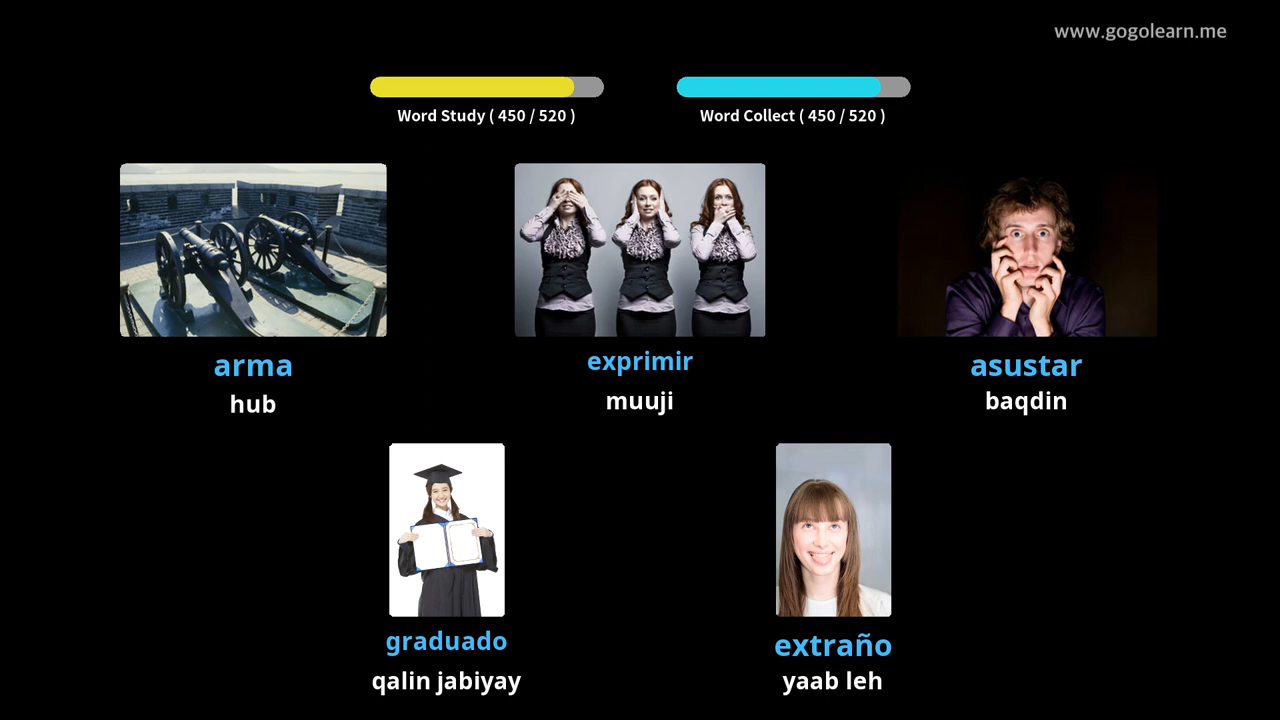 www.gogolearn.me
Word Study ( 450 / 520 )
Word Collect ( 450 / 520 )
arma
hub
exprimir
muuji
asustar
baqdin
graduado
qalin jabiyay
extraño
yaab leh